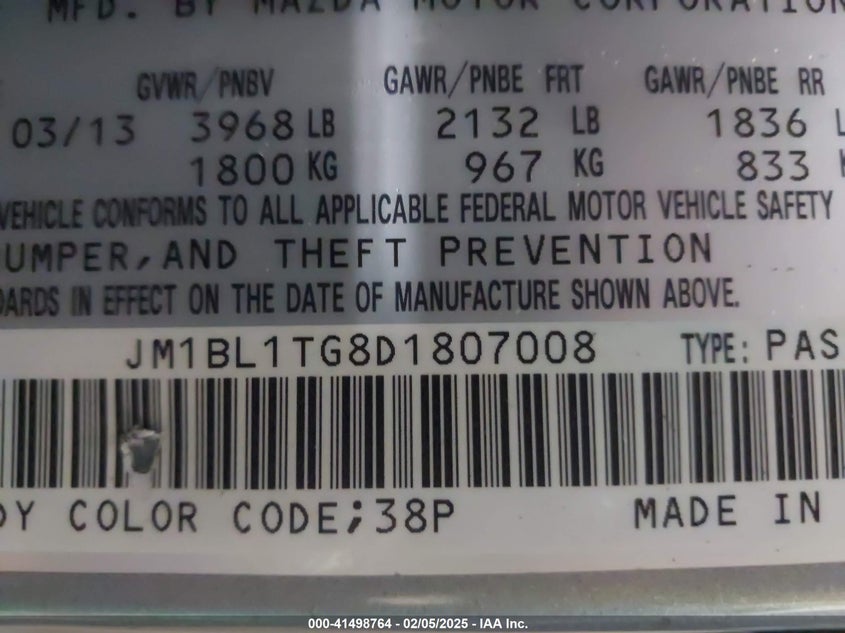 MFD. BY MAZDA MOTOR CORPORATION
GVWR/PNBV GAWR/PNBE FRT GAWR/PNBE RR
03/13 3968 LB 2132 LB 1836 L
1800 KG 967 KG 833
VEHICLE CONFORMS TO ALL APPLICABLE FEDERAL MOTOR VEHICLE SAFETY
UMPER,AND THEFT PREVENTION
DARDS IN EFFECT ON THE DATE OF MANUFACTURE SHOWN ABOVE.
JM1BL1TG8D1807008 TYPE: PAS
DY COLOR CODE;38P MADE IN
000-41498764 - 02/05/2025 - IAA Inc.